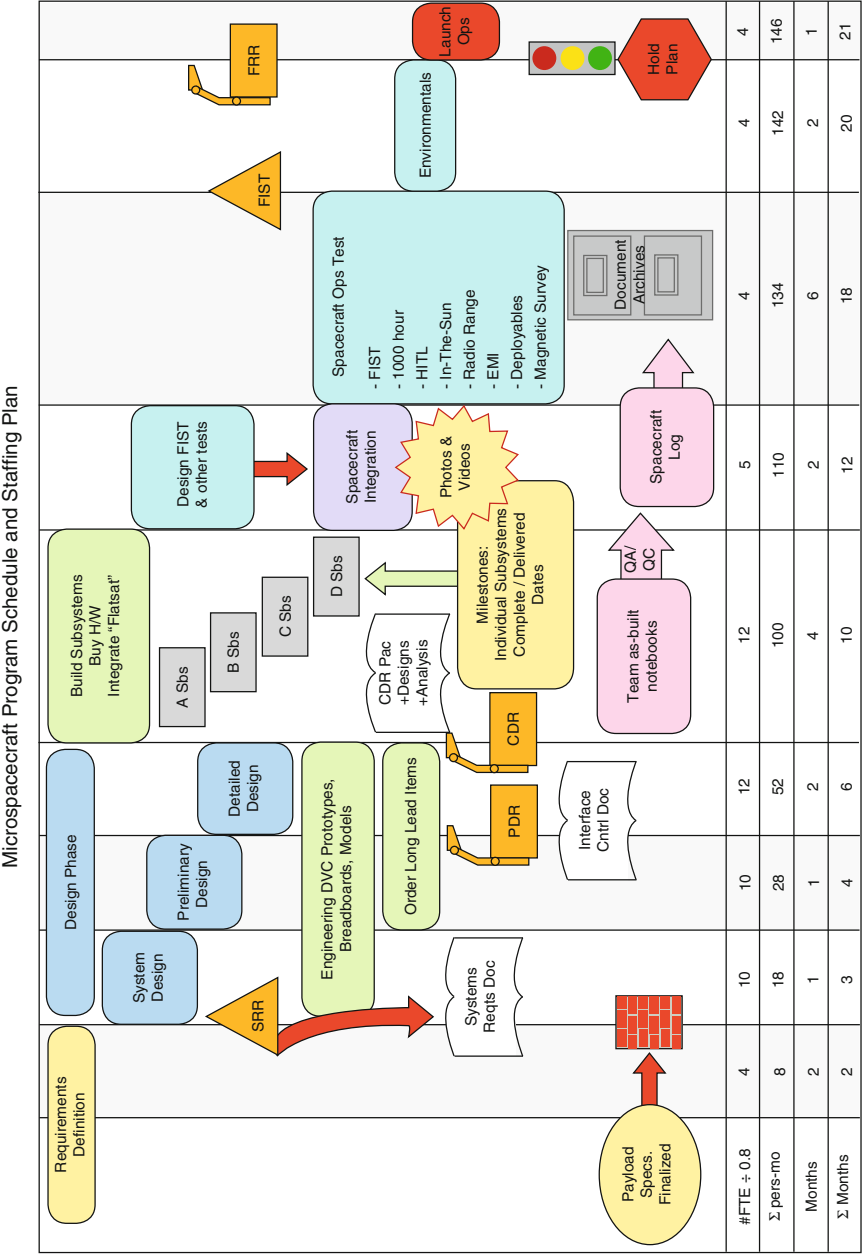 Microspacecraft Program Schedule and Staffing Plan
Requirements
Definition
Design Phase
System
Design
Preliminary
Design
Detailed
Design
SRR
Engineering DVC Prototypes,
Breadboards, Models
Order Long Lead Items
Systems
Reqts Doc
PDR
CDR
Interface
Cntrl Doc
Payload
Specs.
Finalized
Build Subsystems
Buy H/W
Integrate “Flatsat”
A Sbs
B Sbs
C Sbs
D Sbs
CDR Pac
+Designs
+Analysis
Milestones:
Individual Subsystems
Complete / Delivered
Dates
Team as-built
notebooks
QA/
QC
Design FIST
& other tests
Spacecraft
Integration
Photos &
Videos
Spacecraft
Log
Spacecraft Ops Test
- FIST
- 1000 hour
- HITL
- In-The-Sun
- Radio Range
- EMI
- Deployables
- Magnetic Survey
Document
Archives
FIST
FRR
Environmentals
Launch
Ops
Hold
Plan
#FTE ÷ 0.8 4 10 10 12 12 5 4 4 4
Σ pers-mo 8 18 28 52 100 110 134 142 146
Months 2 1 1 2 4 2 6 2 1
Σ Months 2 3 4 6 10 12 18 20 21